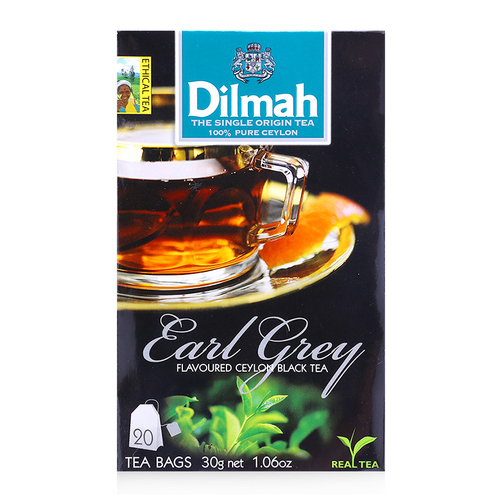 ETHICAL TEA
Dilmah
THE SINGLE ORIGIN TEA
100% PURE CEYLON
Earl Grey
FLAVOURED CEYLON BLACK TEA
20
TEA BAGS 30g net 1.06oz
REAL TEA